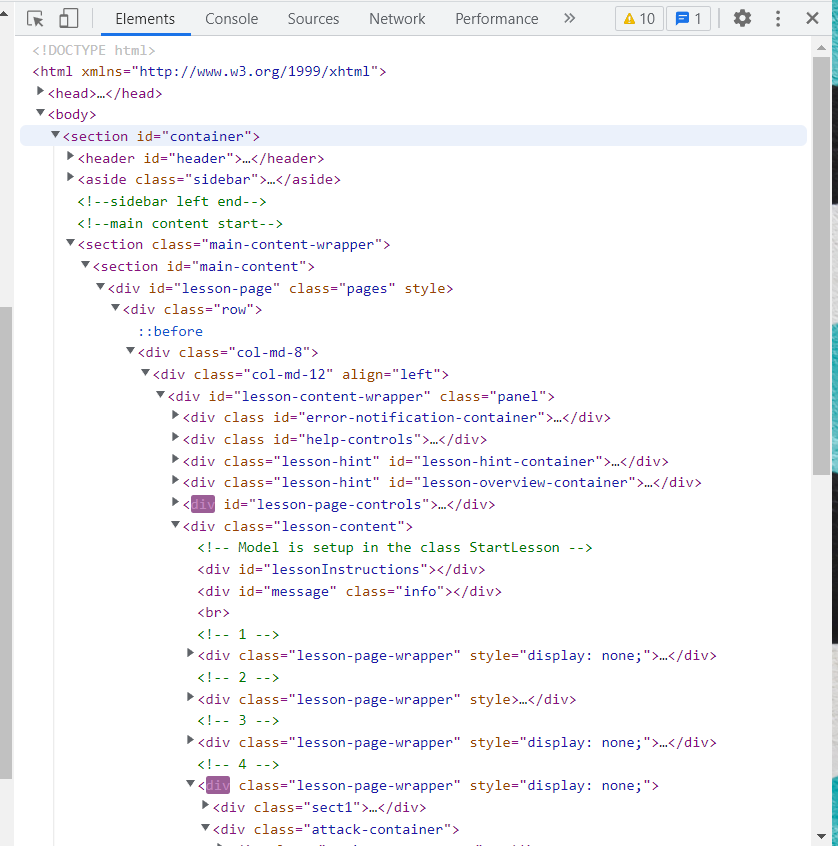 Elements Console Sources Network Performance » 10 1
<!DOCTYPE html>
<html xmlns="http://www.w3.org/1999/xhtml">
<head>…</head>
<body>
<section id="container">
<header id="header">…</header>
<aside class="sidebar">…</aside>
<!--sidebar left end-->
<!--main content start-->
<section class="main-content-wrapper">
<section id="main-content">
<div id="lesson-page" class="pages" style>
<div class="row">
::before
<div class="col-md-8">
<div class="col-md-12" align="left">
<div id="lesson-content-wrapper" class="panel">
<div class id="error-notification-container">…</div>
<div class id="help-controls">…</div>
<div class="lesson-hint" id="lesson-hint-container">…</div>
<div class="lesson-hint" id="lesson-overview-container">…</div>
<div id="lesson-page-controls">…</div>
<div class="lesson-content">
<!-- Model is setup in the class StartLesson -->
<div id="lessonInstructions"></div>
<div id="message" class="info"></div>
<br>
<!-- 1 -->
<div class="lesson-page-wrapper" style="display: none;">…</div>
<!-- 2 -->
<div class="lesson-page-wrapper" style>…</div>
<!-- 3 -->
<div class="lesson-page-wrapper" style="display: none;">…</div>
<!-- 4 -->
<div class="lesson-page-wrapper" style="display: none;">
<div class="sect1">…</div>
<div class="attack-container">